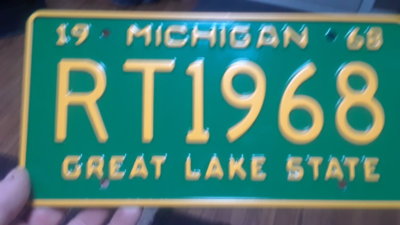 19 MICHIGAN 68
RT1968
GREAT LAKE STATE